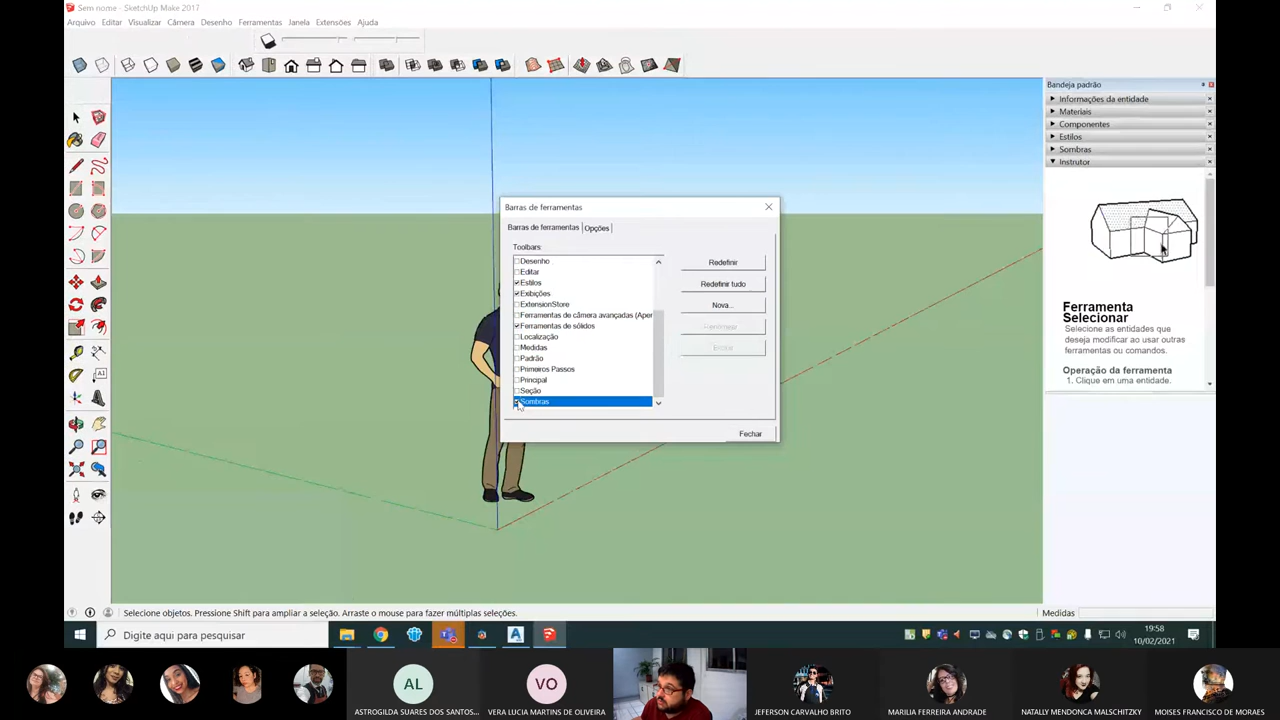 Sem nome - SketchUp Make 2017
Arquivo Editar Visualizar Câmera Desenho Ferramentas Janela Extensões Ajuda
Bandeja padrão
Informações da entidade
Materiais
Componentes
Estilos
Sombras
Instrutor
Ferramenta
Selecionar
Selecione as entidades que
deseja modificar ao usar outras
ferramentas ou comandos.
Operação da ferramenta
1. Clique em uma entidade.
Barras de ferramentas
Barras de ferramentas Opções
Toolbars:
Desenho
Editar
Estilos
Exibições
ExtensionStore
Ferramentas de câmera avançadas (Aper
Ferramentas de sólidos
Localização
Medidas
Padrão
Primeiros Passos
Principal
Seção
Sombras
Redefinir
Redefinir tudo
Nova...
Renomear
Fechar
Selecione objetos. Pressione Shift para ampliar a seleção. Arraste o mouse para fazer múltiplas seleções.
Medidas
Digite aqui para pesquisar
19:58
10/02/2021
AL
VO
ASTROGILDA SUARES DOS SANTOS...
VERA LUCIA MARTINS DE OLIVEIRA
JEFERSON CARVALHO BRITO
MARILIA FERREIRA ANDRADE
NATALLY MENDONCA MALSCHITZKY
MOISES FRANCISCO DE MORAES